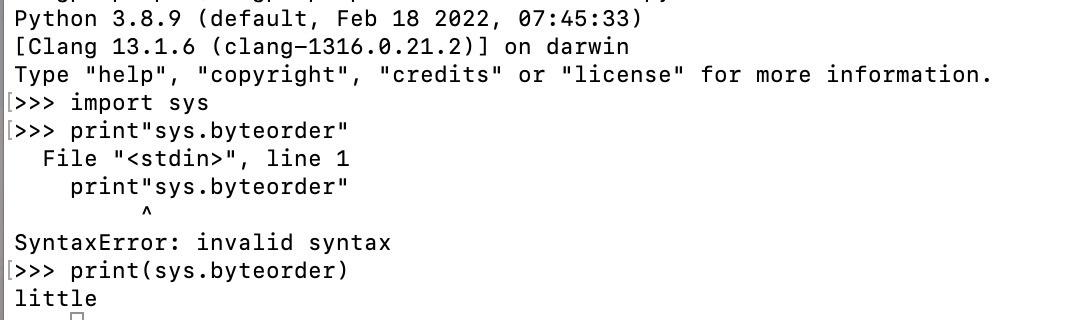 Python 3.8.9 (default, Feb 18 2022, 07:45:33)
[Clang 13.1.6 (clang-1316.0.21.2)] on darwin
Type "help", "copyright", "credits" or "license" for more information.
[>>> import sys
[>>> print"sys.byteorder"
  File "<stdin>", line 1
    print"sys.byteorder"
         ^
SyntaxError: invalid syntax
[>>> print(sys.byteorder)
little